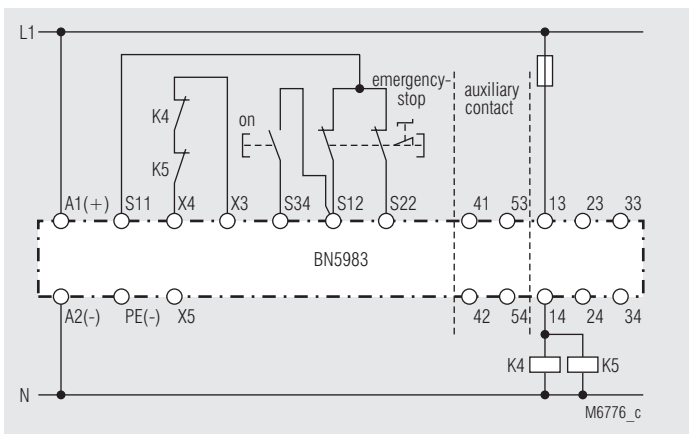 L1
emergency-
stop
auxiliary
contact
K4
on
K5
A1(+) S11 X4 X3 S34 S12 S22 41 53 13 23 33
BN5983
A2(-) PE(-) X5 42 54 14 24 34
K4 K5
N
M6776_c